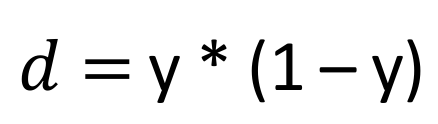 d = y * (1 – y)